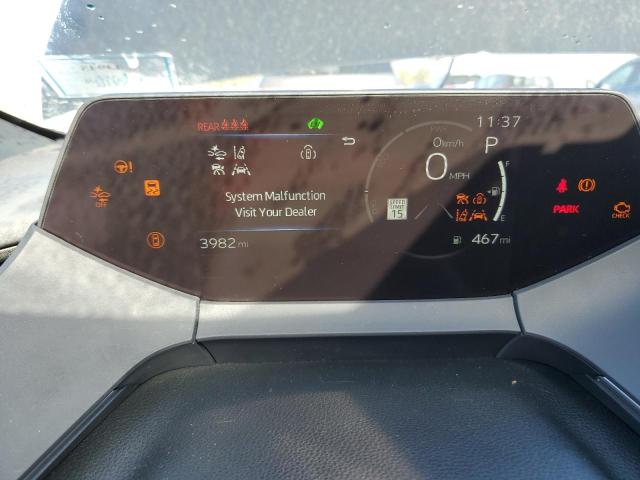 REAR
11:37
0 km/h
P
0 MPH
F
OFF
System Malfunction
Visit Your Dealer
SPEED
LIMIT
15
PARK
CHECK
E
3982 mi
467 mi